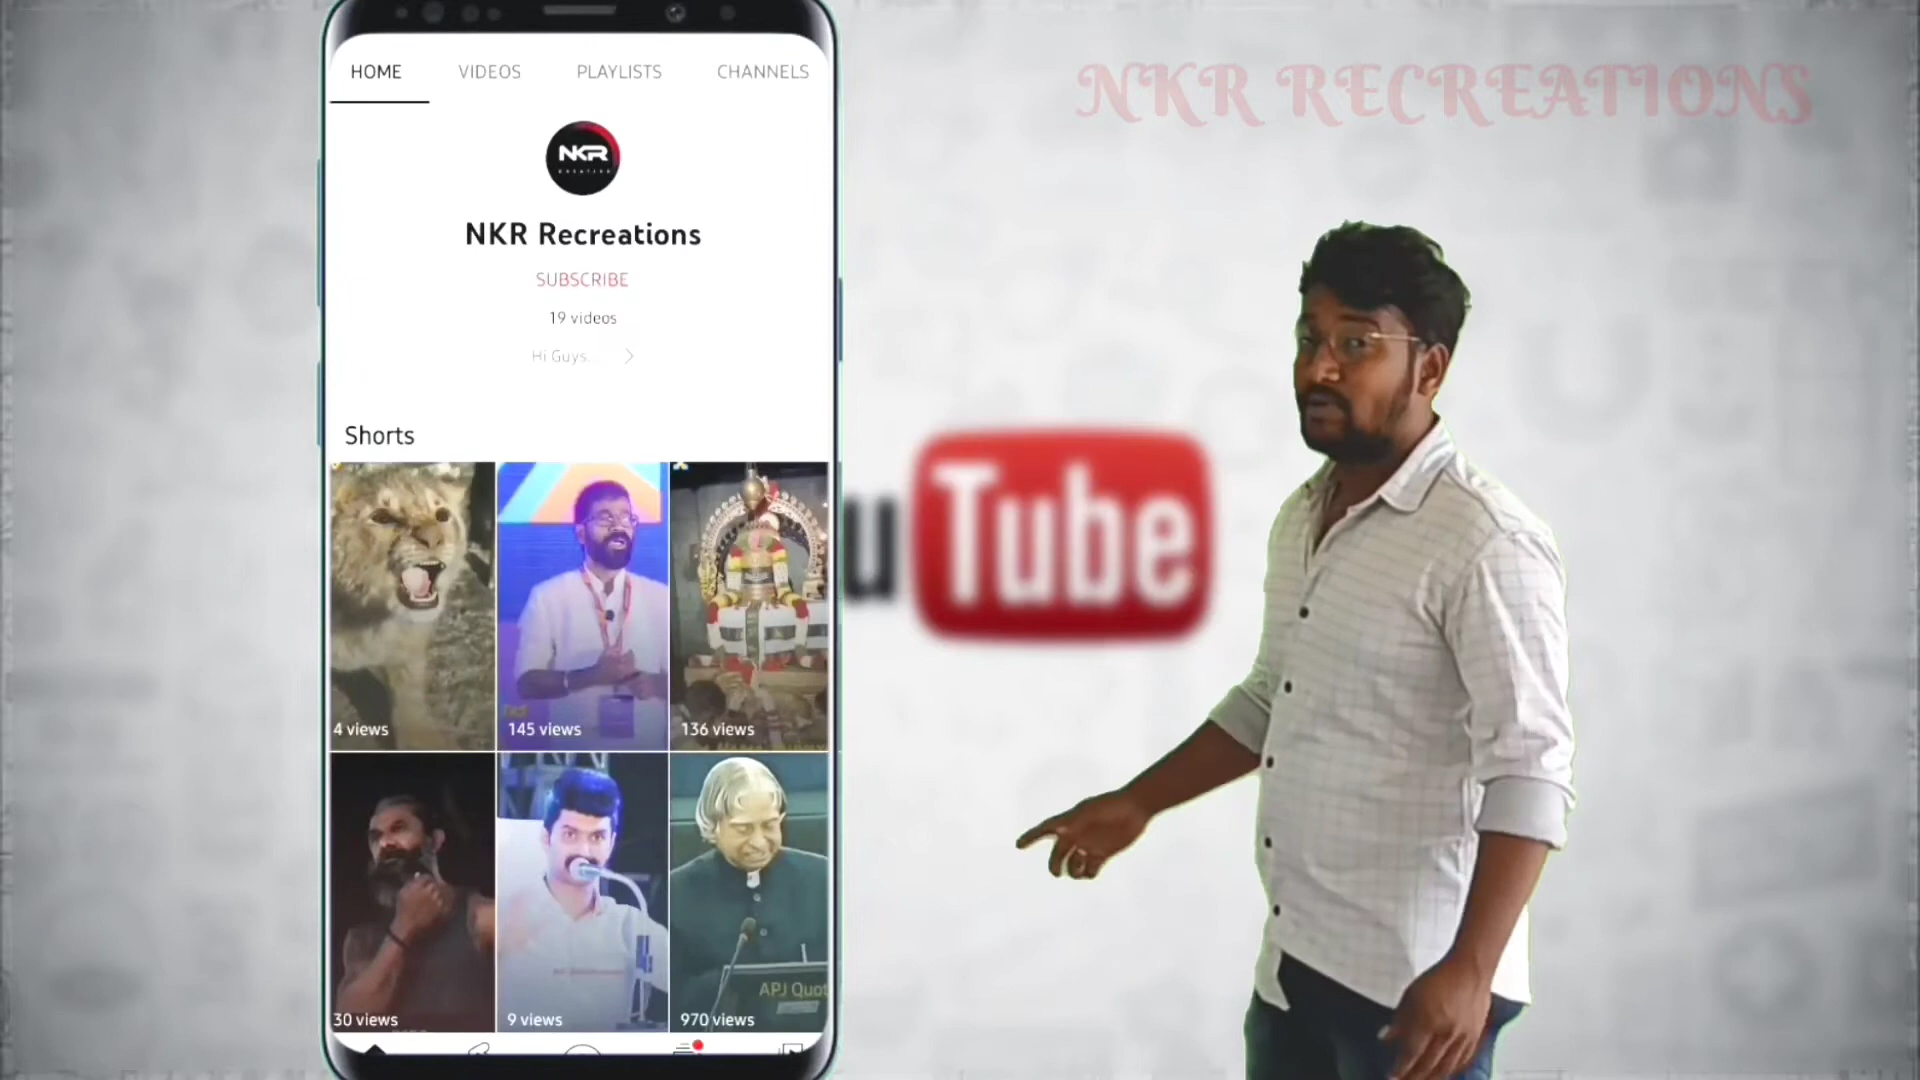 HOME VIDEOS PLAYLISTS CHANNELS
NKR RECREATIONS
NKR
NKR Recreations
SUBSCRIBE
19 videos
Hi Guys...
Shorts
uTube
4 views
145 views
136 views
APJ Quot
30 views
9 views
970 views